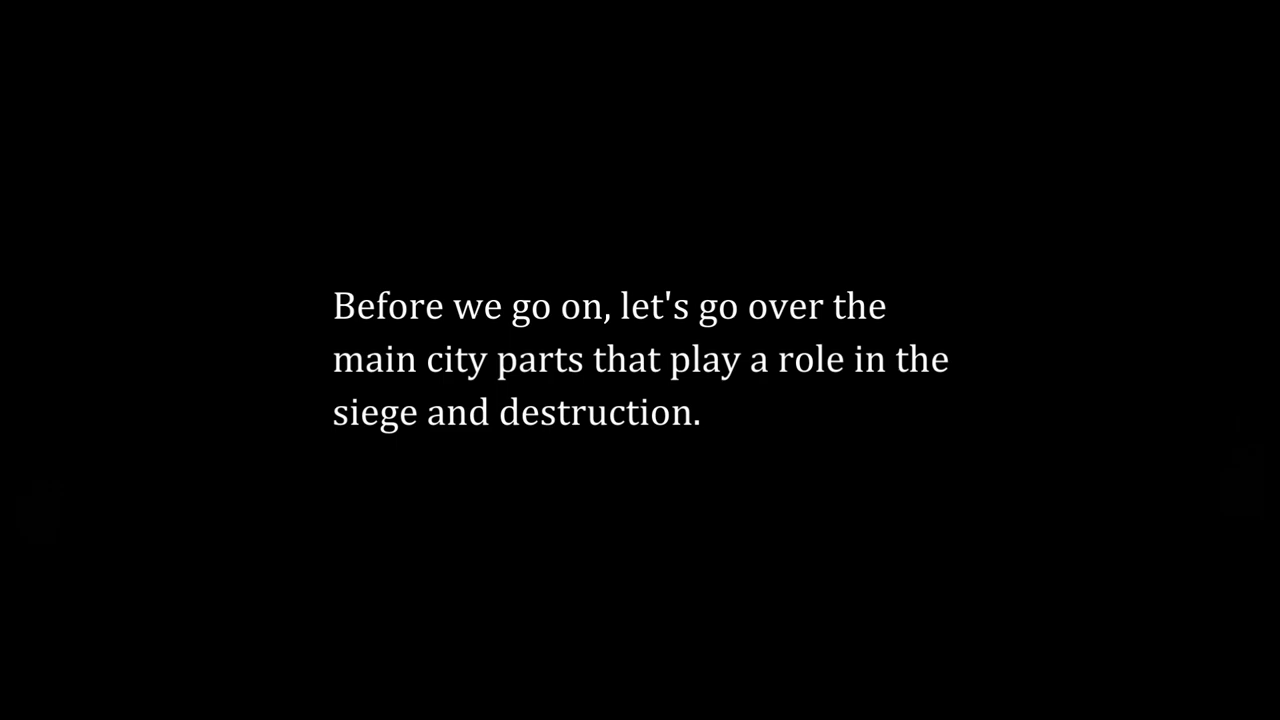 Before we go on, let's go over the
main city parts that play a role in the
siege and destruction.